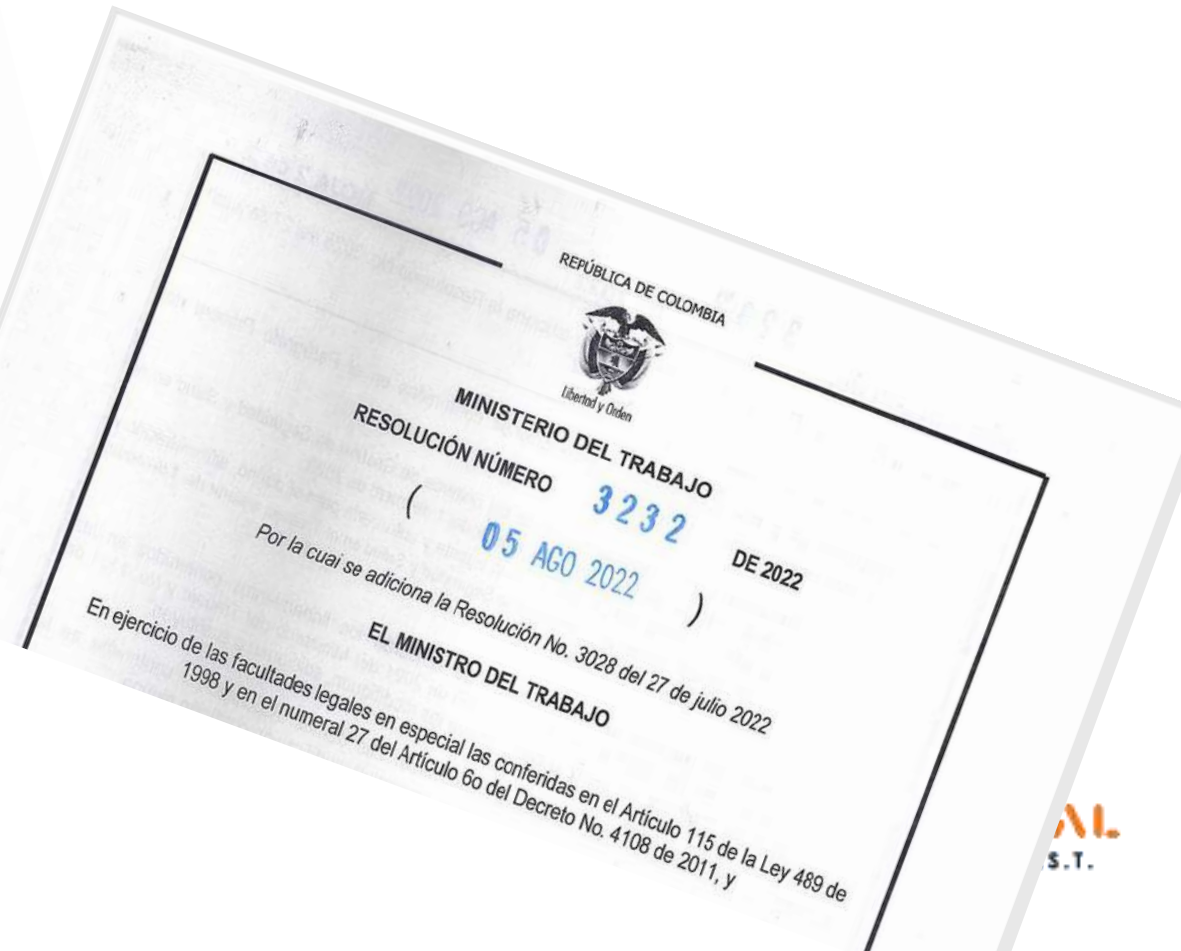 REPÚBLICA DE COLOMBIA
Libertad y Orden
MINISTERIO DEL TRABAJO
RESOLUCIÓN NÚMERO 3232 DE 2022
( 05 AGO 2022 )
Por la cuai se adiciona la Resolución No. 3028 del 27 de julio 2022
EL MINISTRO DEL TRABAJO
En ejercicio de las facultades legales en especial las conferidas en el Artículo 115 de la Ley 489 de
1998 y en el numeral 27 del Artículo 6o del Decreto No. 4108 de 2011, y
AL
S.T.